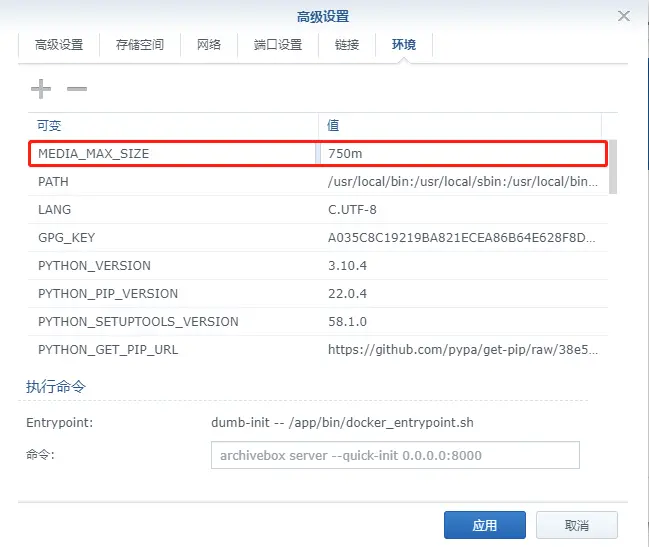 高级设置
高级设置 存储空间 网络 端口设置 链接 环境
可变 值
MEDIA_MAX_SIZE 750m
PATH /usr/local/bin:/usr/local/sbin:/usr/local/bin...
LANG C.UTF-8
GPG_KEY A035C8C19219BA821ECEA86B64E628F8D...
PYTHON_VERSION 3.10.4
PYTHON_PIP_VERSION 22.0.4
PYTHON_SETUPTOOLS_VERSION 58.1.0
PYTHON_GET_PIP_URL https://github.com/pypa/get-pip/raw/38e5...
执行命令
Entrypoint: dumb-init -- /app/bin/docker_entrypoint.sh
命令: archivebox server --quick-init 0.0.0.0:8000
应用 取消